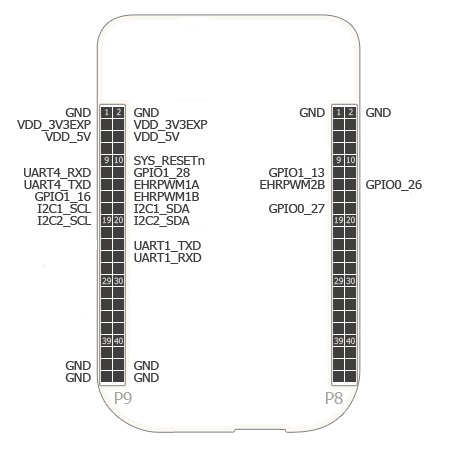 GND 1 2 GND GND 1 2 GND
VDD_3V3EXP VDD_3V3EXP
VDD_5V VDD_5V
9 10 SYS_RESETn 9 10
UART4_RXD GPIO1_28 GPIO1_13
UART4_TXD EHRPWM1A EHRPWM2B GPIO0_26
GPIO1_16 EHRPWM1B
I2C1_SCL I2C1_SDA GPIO0_27
I2C2_SCL 19 20 I2C2_SDA 19 20
UART1_TXD
UART1_RXD
29 30 29 30
39 40 39 40
GND GND
GND GND
P9 P8